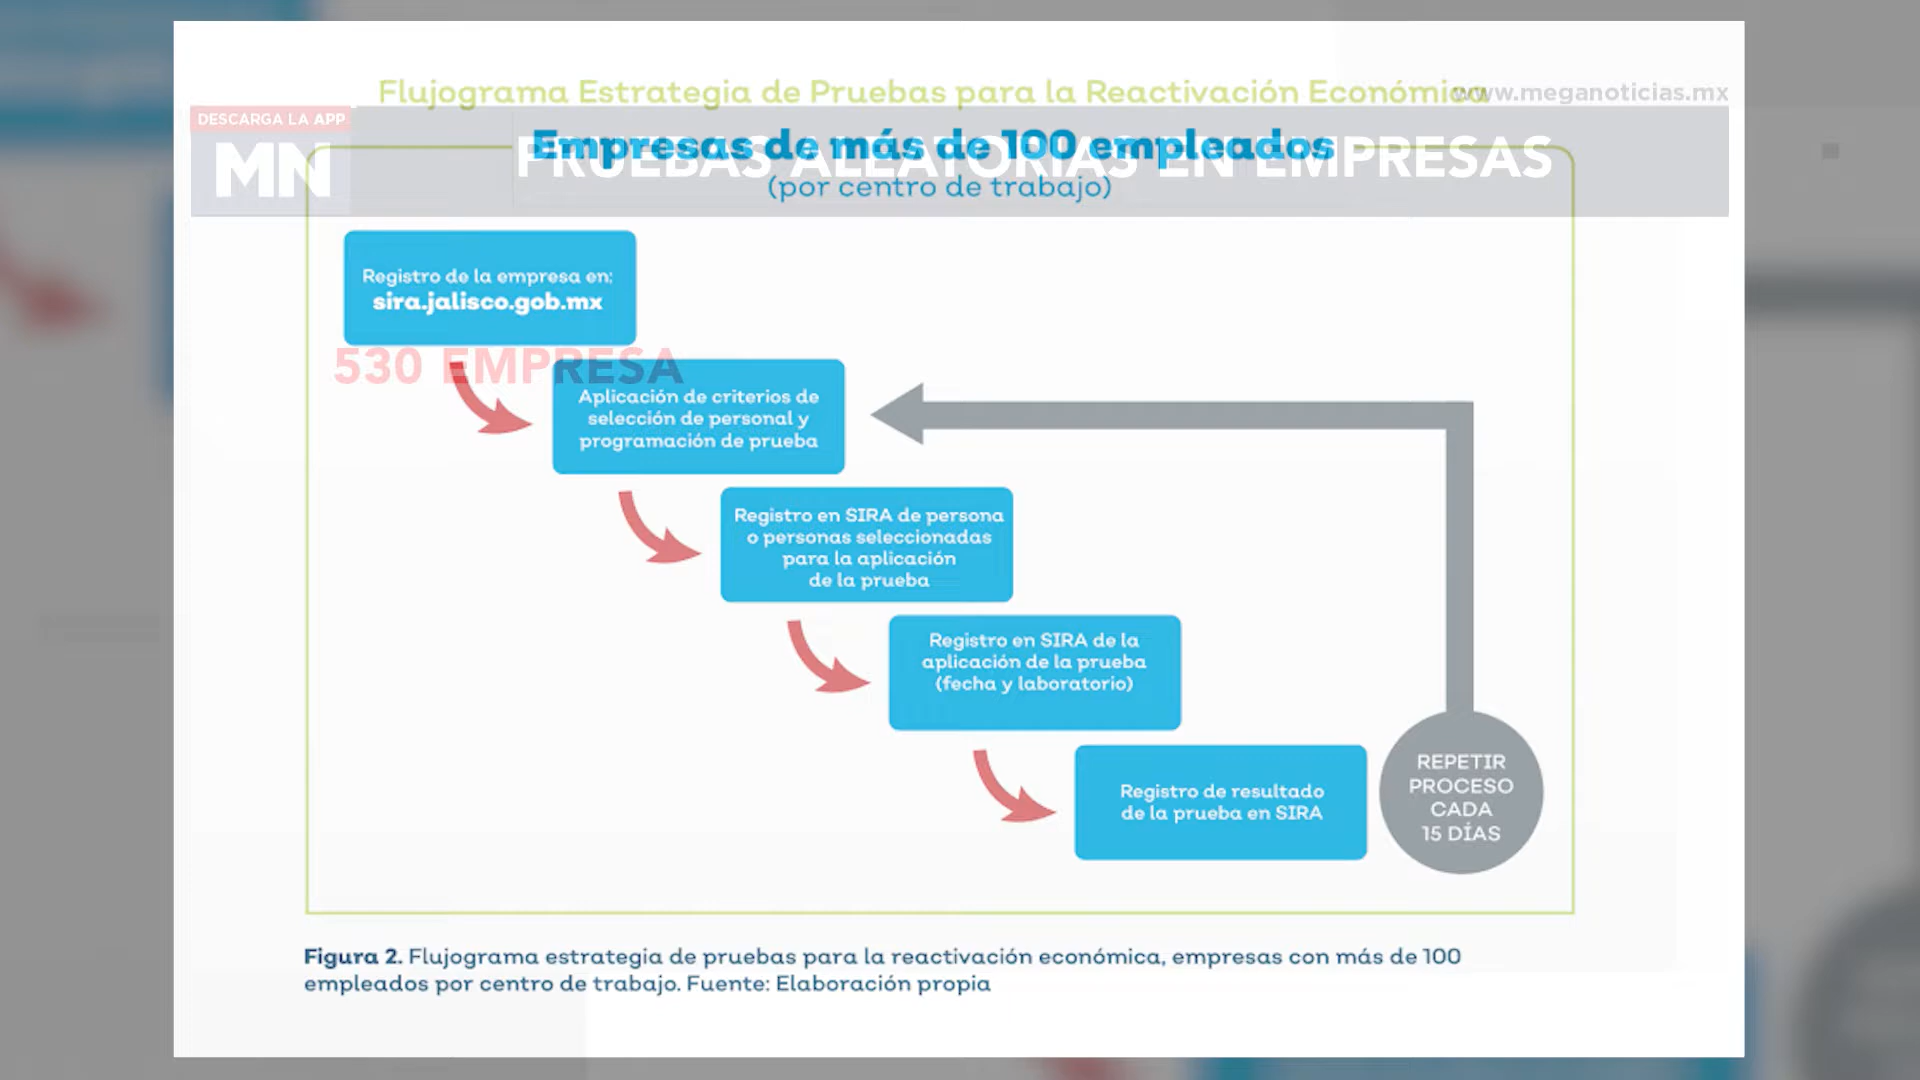 Flujograma Estrategia de Pruebas para la Reactivación Económica
www.meganoticias.mx
DESCARGA LA APP
MN
PRUEBAS ALEATORIAS EN EMPRESAS
Empresas de más de 100 empleados
(por centro de trabajo)
Registro de la empresa en:
sira.jalisco.gob.mx
530 EMPRESA
Aplicación de criterios de
selección de personal y
programación de prueba
Registro en SIRA de persona
o personas seleccionadas
para la aplicación
de la prueba
Registro en SIRA de la
aplicación de la prueba
(fecha y laboratorio)
Registro de resultado
de la prueba en SIRA
REPETIR
PROCESO
CADA
15 DÍAS
Figura 2. Flujograma estrategia de pruebas para la reactivación económica, empresas con más de 100
empleados por centro de trabajo. Fuente: Elaboración propia